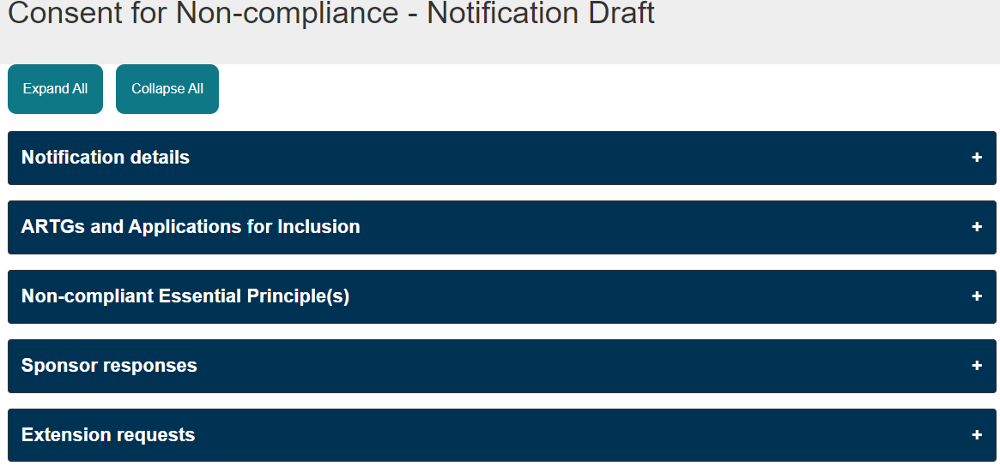 Consent for Non-compliance - Notification Draft
Expand All
Collapse All
Notification details +
ARTGs and Applications for Inclusion +
Non-compliant Essential Principle(s) +
Sponsor responses +
Extension requests +